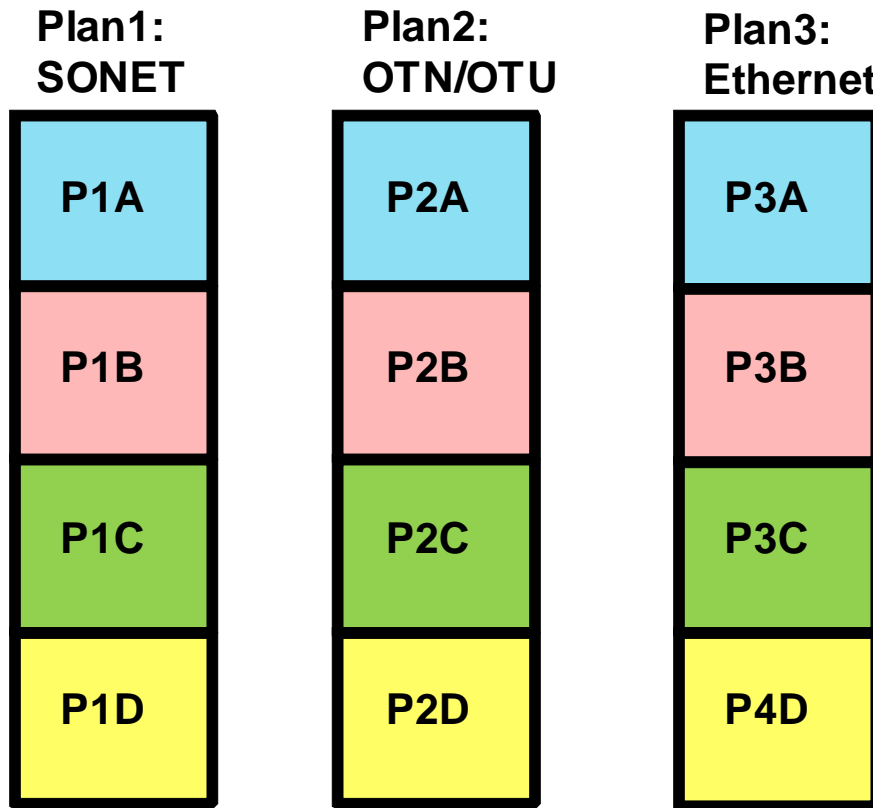 Plan1:
SONET
P1A
P1B
P1C
P1D
Plan2:
OTN/OTU
P2A
P2B
P2C
P2D
Plan3:
Ethernet
P3A
P3B
P3C
P4D